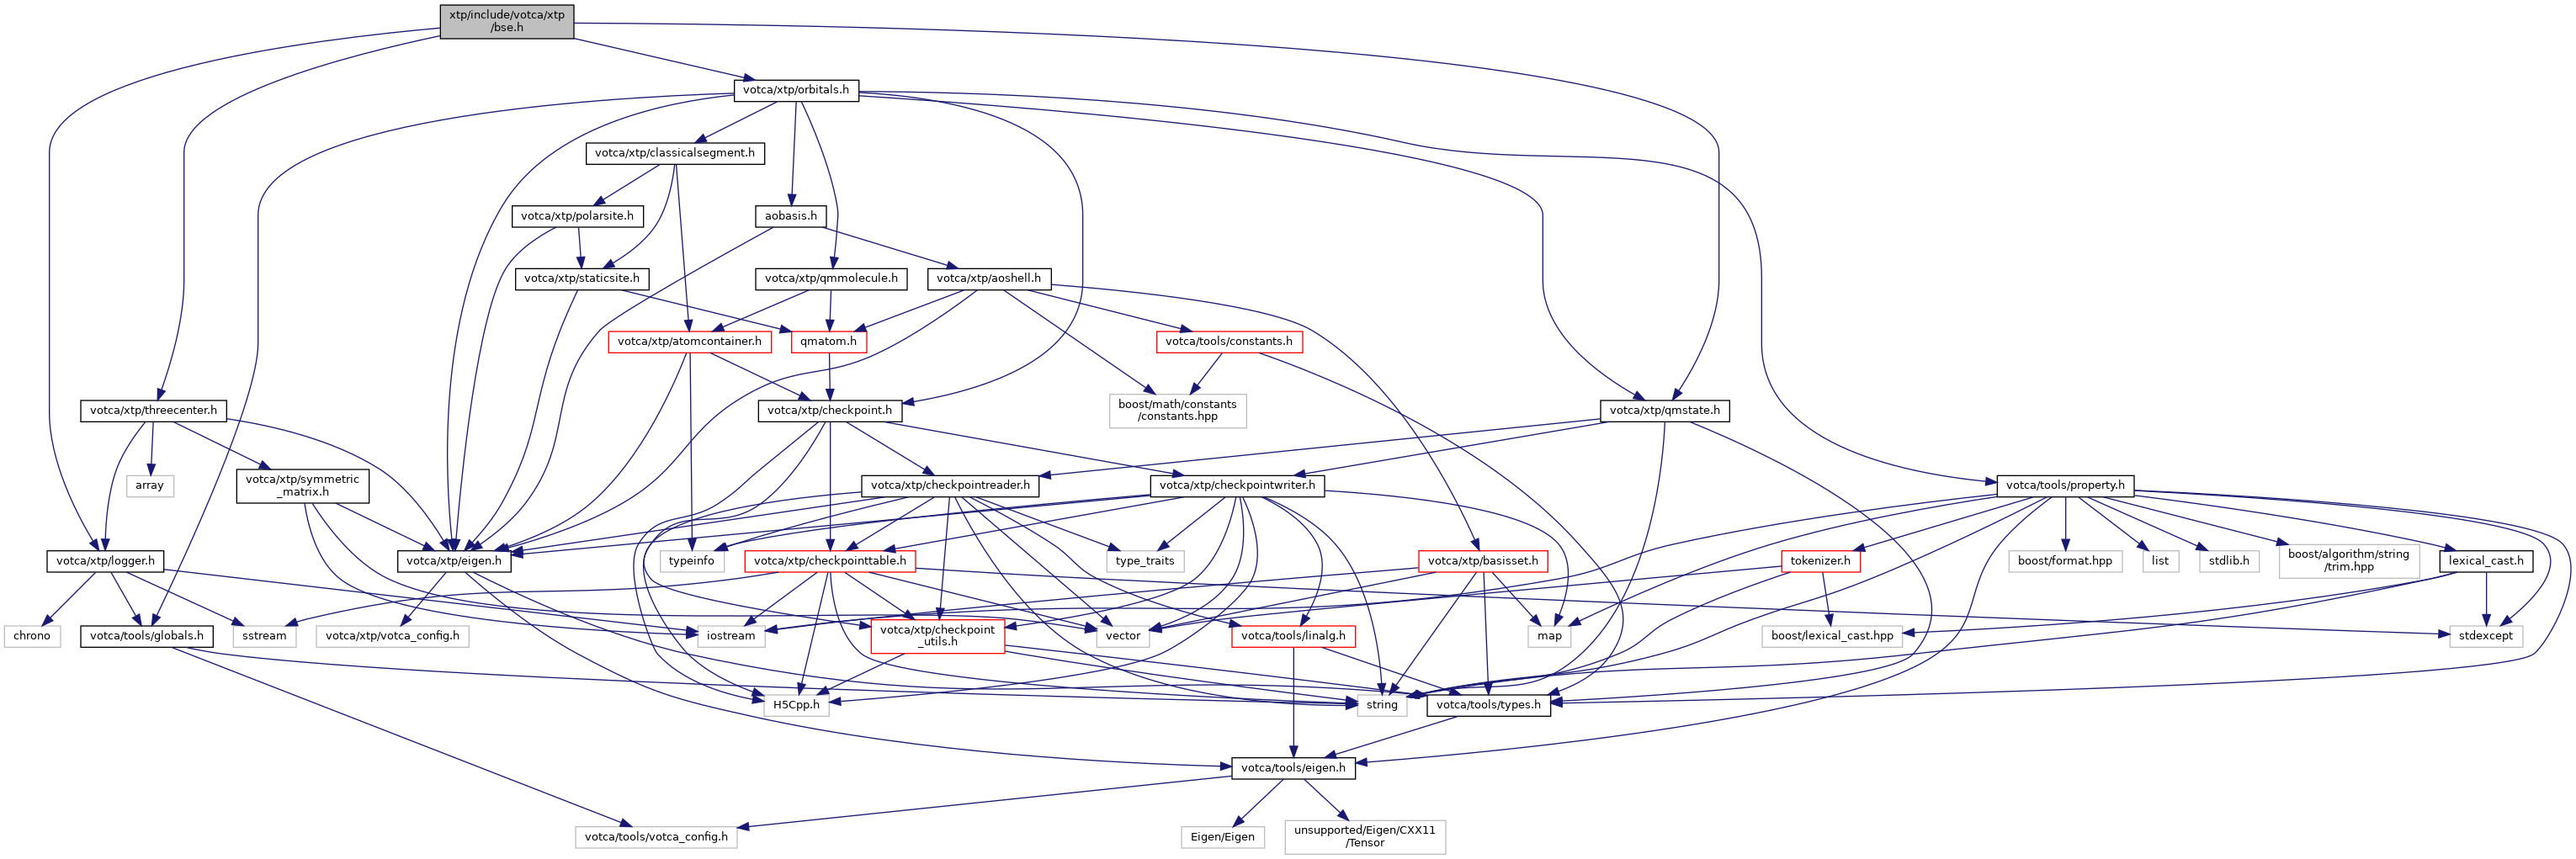 xtp/include/votca/xtp
/bse.h
votca/xtp/orbitals.h
votca/xtp/classicalsegment.h
votca/xtp/polarsite.h
aobasis.h
votca/xtp/staticsite.h
votca/xtp/qmmolecule.h
votca/xtp/aoshell.h
votca/xtp/atomcontainer.h
qmatom.h
votca/tools/constants.h
votca/xtp/threecenter.h
votca/xtp/checkpoint.h
boost/math/constants
/constants.hpp
votca/xtp/qmstate.h
array
votca/xtp/symmetric
_matrix.h
votca/xtp/checkpointreader.h
votca/xtp/checkpointwriter.h
votca/tools/property.h
votca/xtp/logger.h
votca/xtp/eigen.h
typeinfo
votca/xtp/checkpointtable.h
type_traits
votca/xtp/basisset.h
tokenizer.h
boost/format.hpp
list
stdlib.h
boost/algorithm/string
/trim.hpp
lexical_cast.h
chrono
votca/tools/globals.h
sstream
votca/xtp/votca_config.h
iostream
votca/xtp/checkpoint
_utils.h
vector
votca/tools/linalg.h
map
boost/lexical_cast.hpp
stdexcept
H5Cpp.h
string
votca/tools/types.h
votca/tools/eigen.h
votca/tools/votca_config.h
Eigen/Eigen
unsupported/Eigen/CXX11
/Tensor